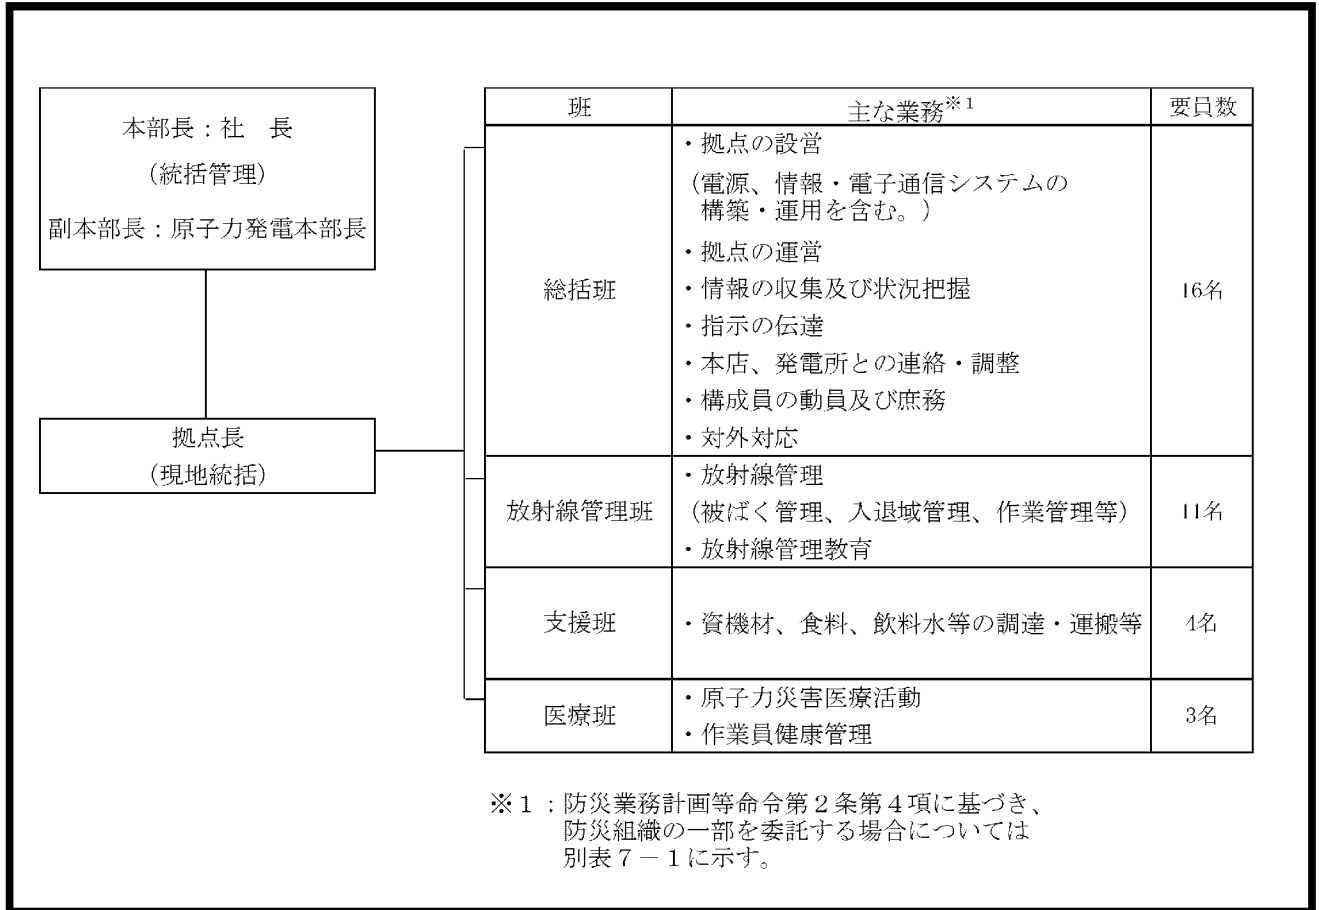 本部長：社　長
（統括管理）
副本部長：原子力発電本部長
拠点長
（現地統括）
班
主な業務※1
要員数
総括班
・拠点の設営
（電源、情報・電子通信システムの
構築・運用を含む。）
・拠点の運営
・情報の収集及び状況把握
・指示の伝達
・本店、発電所との連絡・調整
・構成員の動員及び庶務
・対外対応
16名
放射線管理班
・放射線管理
（被ばく管理、入退域管理、作業管理等）
・放射線管理教育
11名
支援班
・資機材、食料、飲料水等の調達・運搬等
4名
医療班
・原子力災害医療活動
・作業員健康管理
3名
※１：防災業務計画等命令第２条第４項に基づき、
防災組織の一部を委託する場合については
別表７－１に示す。